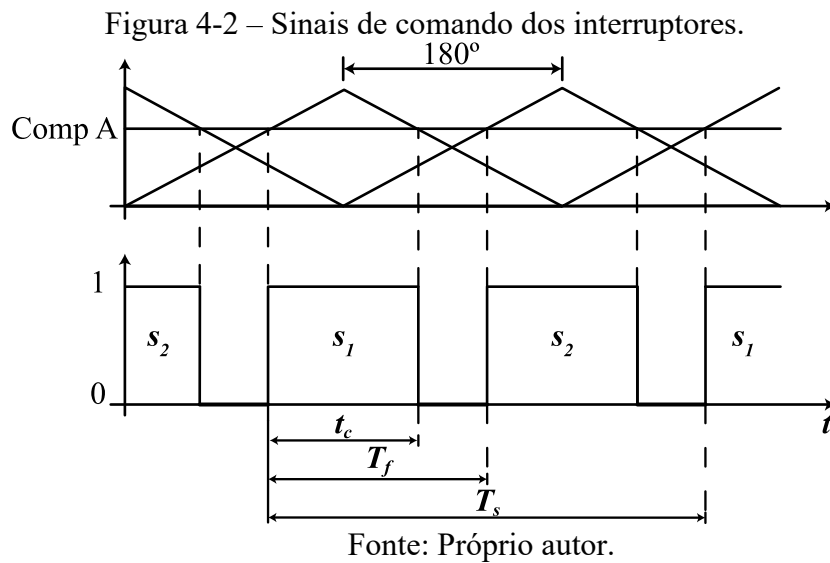 Figura 4-2 – Sinais de comando dos interruptores.
180º
Comp A
1
s2 s1 s2 s1
0
tc t
Tf
Ts
Fonte: Próprio autor.